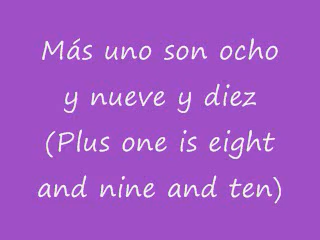 Más uno son ocho
y nueve y diez
(Plus one is eight
and nine and ten)